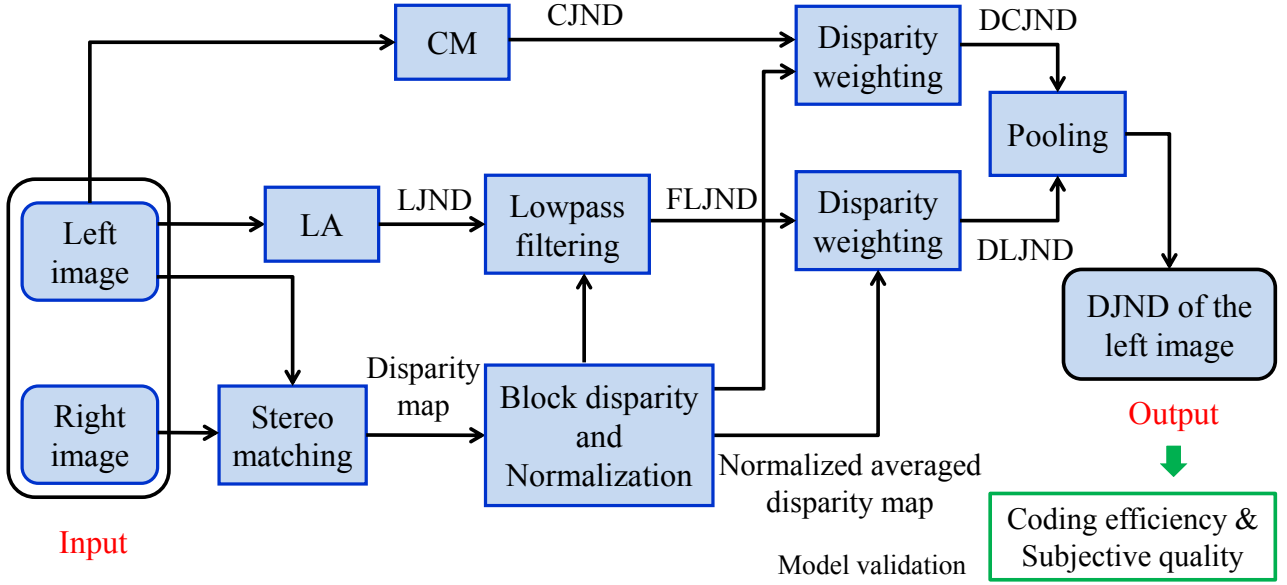 CJND
DCJND
CM
Disparity
weighting
Pooling
LJND
FLJND
Left
image
LA
Lowpass
filtering
Disparity
weighting
DLJND
DJND of the
left image
Disparity
map
Right
image
Stereo
matching
Block disparity
and
Normalization
Output
Normalized averaged
disparity map
Input
Coding efficiency &
Subjective quality
Model validation